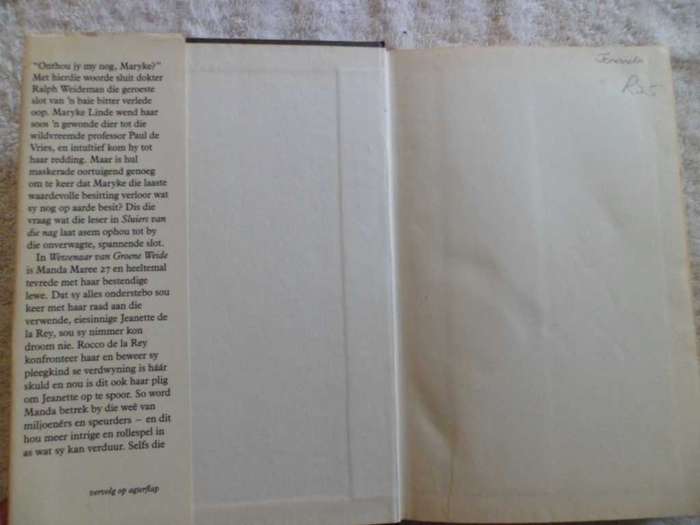 "Onthou jy my nog, Maryke?"
Met hierdie woorde sluit dokter
Ralph Weideman die geroeste
slot van 'n baie bitter verlede
oop. Maryke Linde wend haar
soos 'n gewonde dier tot die
wildvreemde professor Paul de
Vries, en intuïtief kom hy tot
haar redding. Maar is hul
maskerade oortuigend genoeg
om te keer dat Maryke die laaste
waardevolle besitting verloor wat
sy nog op aarde besit? Dis die
vraag wat die leser in Sluiers van
die nag laat asem ophou tot by
die onverwagte, spannende slot.
In Wewenaar van Groene Weide
is Manda Maree 27 en heeltemal
tevrede met haar bestendige
lewe. Dat sy alles onderstebo sou
keer met haar raad aan die
verwende, eiesinnige Jeanette de
la Rey, sou sy nimmer kon
droom nie. Rocco de la Rey
konfronteer haar en beweer sy
pleegkind se verdwyning is háár
skuld en nou is dit ook haar plig
om Jeanette op te spoor. So word
Manda betrek by die weë van
miljoenêrs en speurders – en dit
hou meer intrige en rollespel in
as wat sy kan verduur. Selfs die
vervolg op agterflap
R25